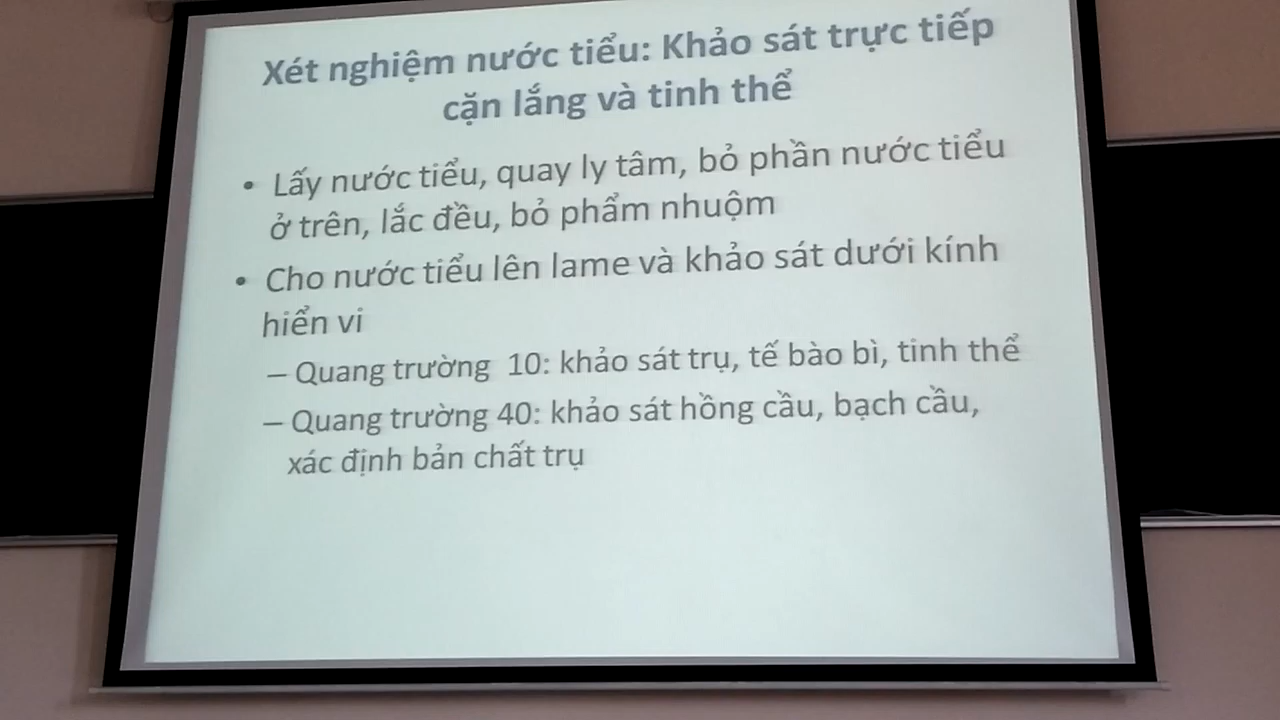 Xét nghiệm nước tiểu: Khảo sát trực tiếp
cặn lắng và tinh thể
• Lấy nước tiểu, quay ly tâm, bỏ phần nước tiểu
ở trên, lắc đều, bỏ phẩm nhuộm
• Cho nước tiểu lên lame và khảo sát dưới kính
hiển vi
– Quang trường 10: khảo sát trụ, tế bào bì, tinh thể
– Quang trường 40: khảo sát hồng cầu, bạch cầu,
xác định bản chất trụ